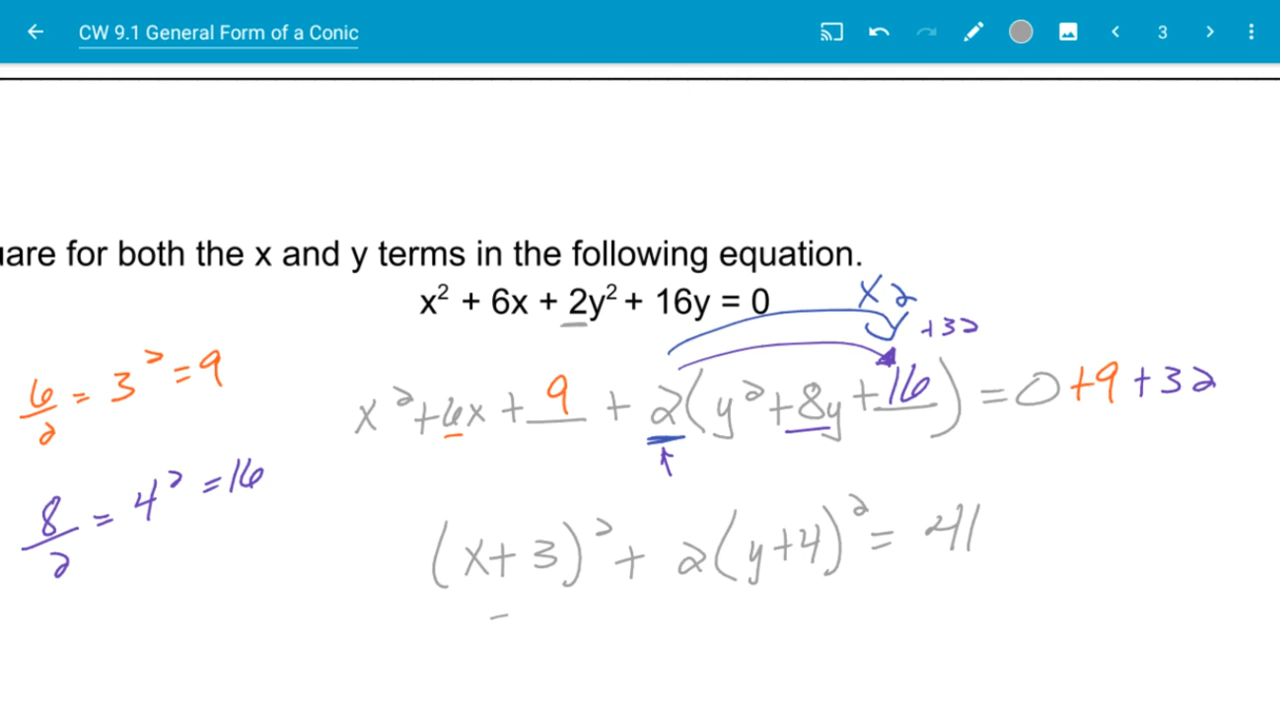 CW 9.1 General Form of a Conic
3
uare for both the x and y terms in the following equation.
x² + 6x + 2y² + 16y = 0
x 2
+32
6/2 = 3² = 9
x² + 6x + 9 + 2(y² + 8y + 16) = 0 + 9 + 32
8/2 = 4² = 16
(x + 3)² + 2(y + 4)² = 41